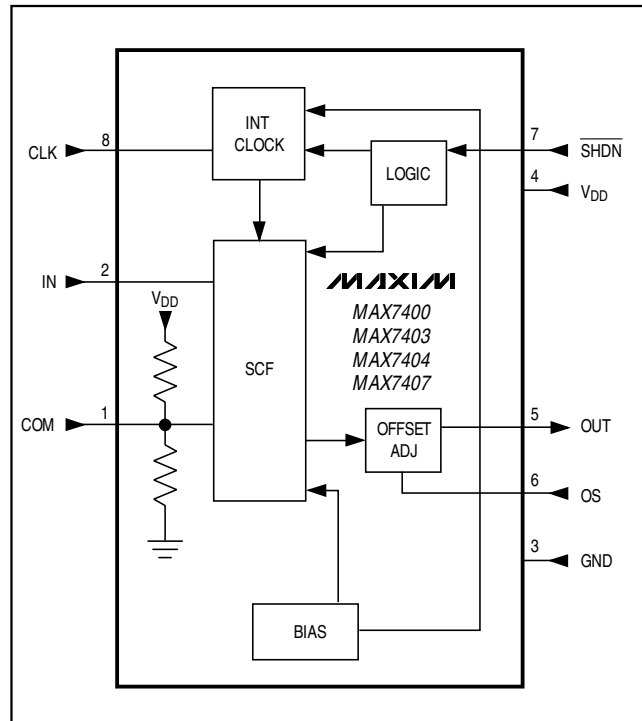 INT
CLOCK
8
CLK
7
SHDN
LOGIC
4
VDD
2
IN
VDD
MAXIM
MAX7400
MAX7403
MAX7404
MAX7407
SCF
1
COM
OFFSET
ADJ
5
OUT
6
OS
3
GND
BIAS